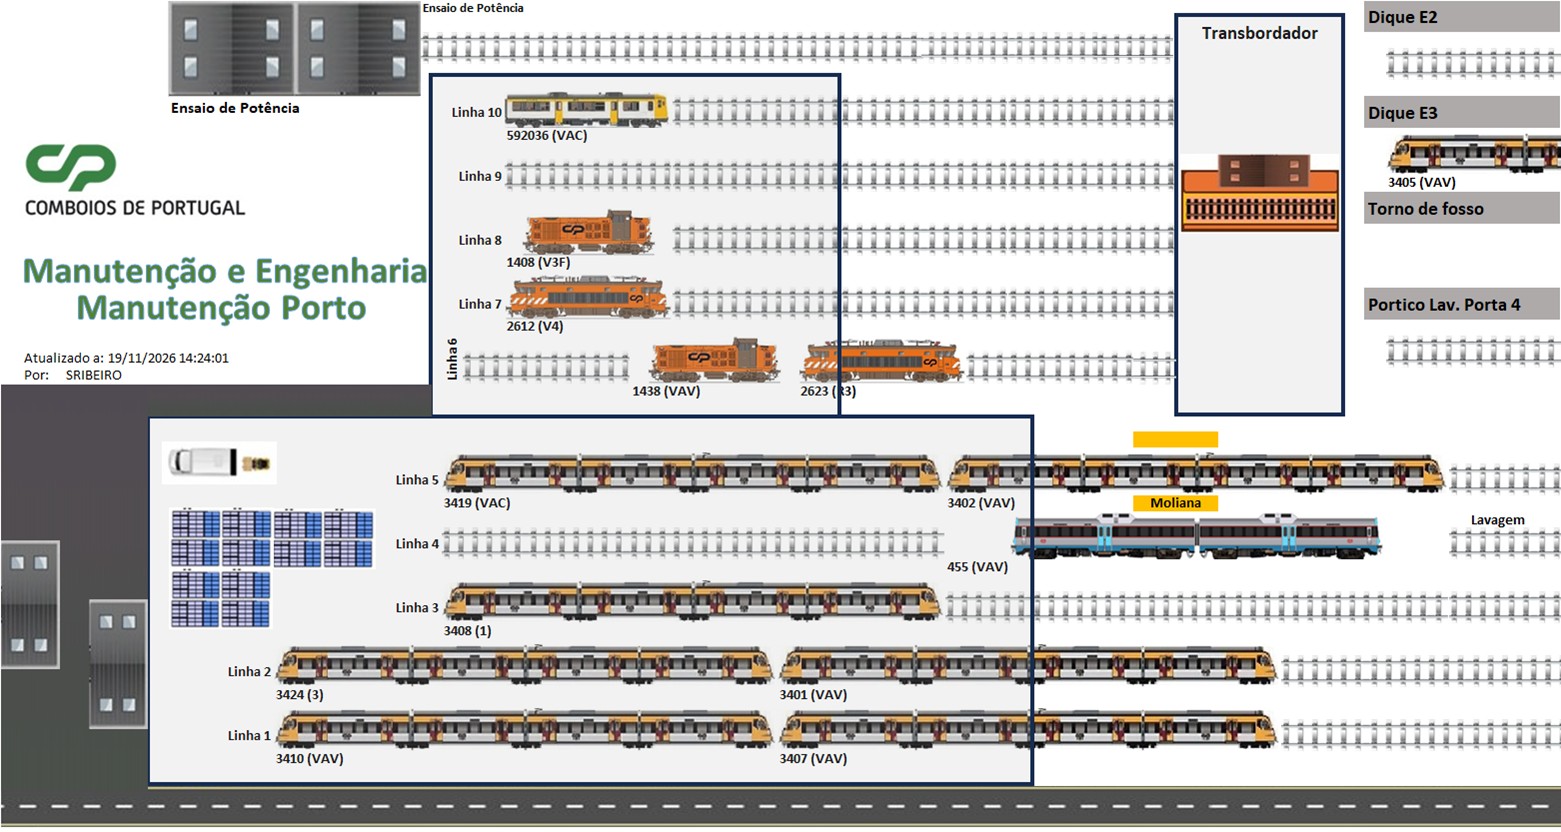 Ensaio de Potência
Ensaio de Potência
Transbordador
Dique E2
Linha 10
592036 (VAC)
Dique E3
3405 (VAV)
CP
COMBOIOS DE PORTUGAL
Linha 9
Torno de fosso
Linha 8
1408 (V3F)
Manutenção e Engenharia
Manutenção Porto
Linha 7
2612 (V4)
Portico Lav. Porta 4
Atualizado a: 19/11/2026 14:24:01
Por: SRIBEIRO
Linha 6
1438 (VAV)
2623 (R3)
Linha 5
3419 (VAC)
3402 (VAV)
Moliana
Lavagem
Linha 4
455 (VAV)
Linha 3
3408 (1)
Linha 2
3424 (3)
3401 (VAV)
Linha 1
3410 (VAV)
3407 (VAV)